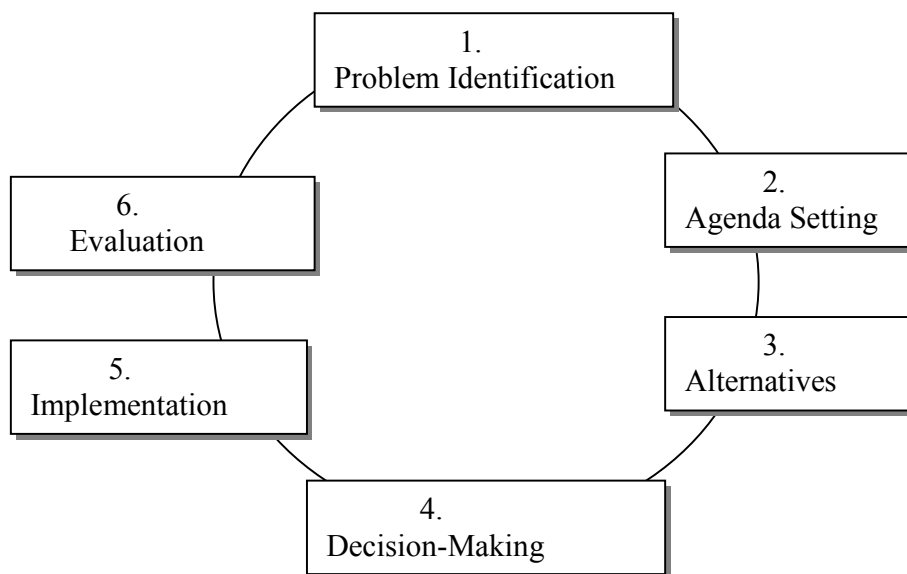 1.
Problem Identification
2.
Agenda Setting
3.
Alternatives
4.
Decision-Making
5.
Implementation
6.
Evaluation